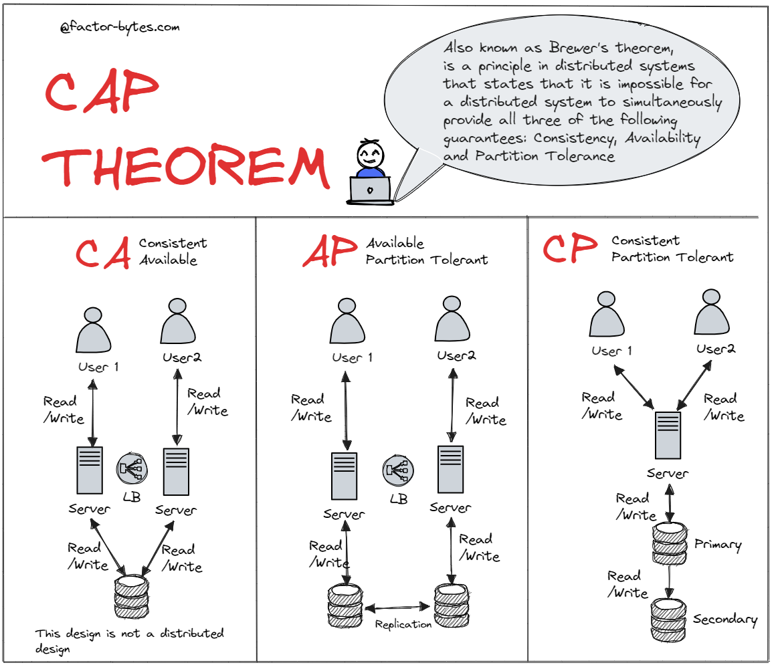 @factor-bytes.com
CAP
THEOREM
Also known as Brewer's theorem,
is a principle in distributed systems
that states that it is impossible for
a distributed system to simultaneously
provide all three of the following
guarantees: Consistency, Availability
and Partition Tolerance
CA
Consistent
Available
User 1
User2
Read
/Write
Read
/Write
LB
Server
Server
Read
/Write
Read
/Write
This design is not a distributed
design
AP
Available
Partition Tolerant
User 1
User2
Read
/Write
Read
/Write
LB
Server
Server
Read
/Write
Read
/Write
Replication
CP
Consistent
Partition Tolerant
User 1
User2
Read
/Write
Read
/Write
Server
Read
/Write
Primary
Read
/Write
Secondary